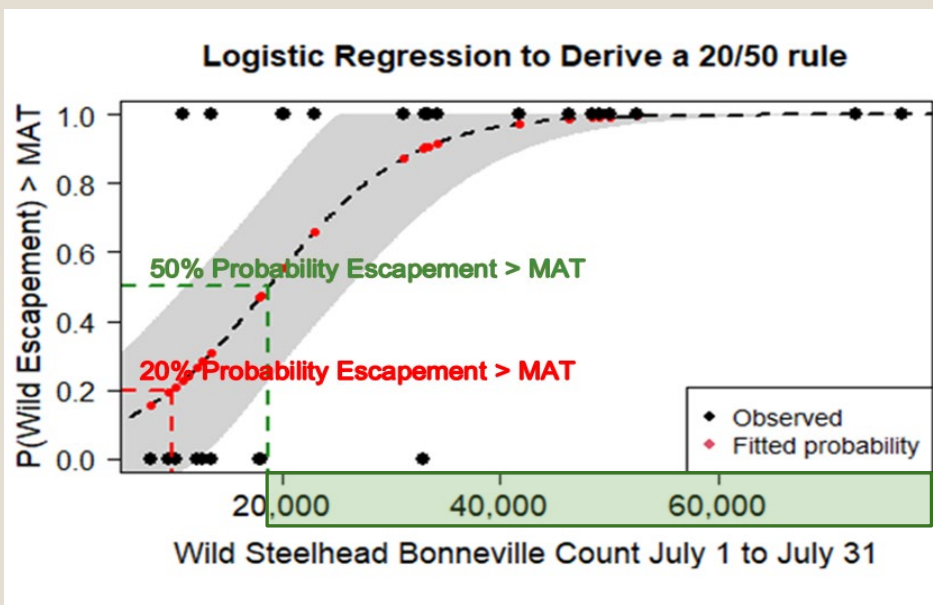 Logistic Regression to Derive a 20/50 rule
P(Wild Escapement) > MAT
1.0
0.8
0.6
50% Probability Escapement > MAT
0.4
20% Probability Escapement > MAT
0.2
0.0
Observed
Fitted probability
20,000 40,000 60,000
Wild Steelhead Bonneville Count July 1 to July 31